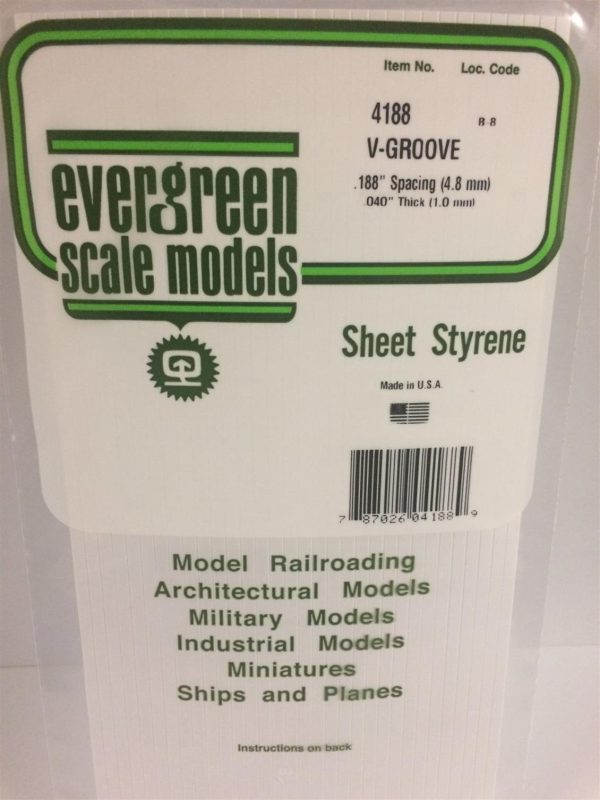 Item No. Loc. Code
4188 R-8
V-GROOVE
.188" Spacing (4.8 mm)
.040" Thick (1.0 mm)
evergreen
scale models
Sheet Styrene
Made in U.S.A.
7 87026 04188 9
Model Railroading
Architectural Models
Military Models
Industrial Models
Miniatures
Ships and Planes
Instructions on back